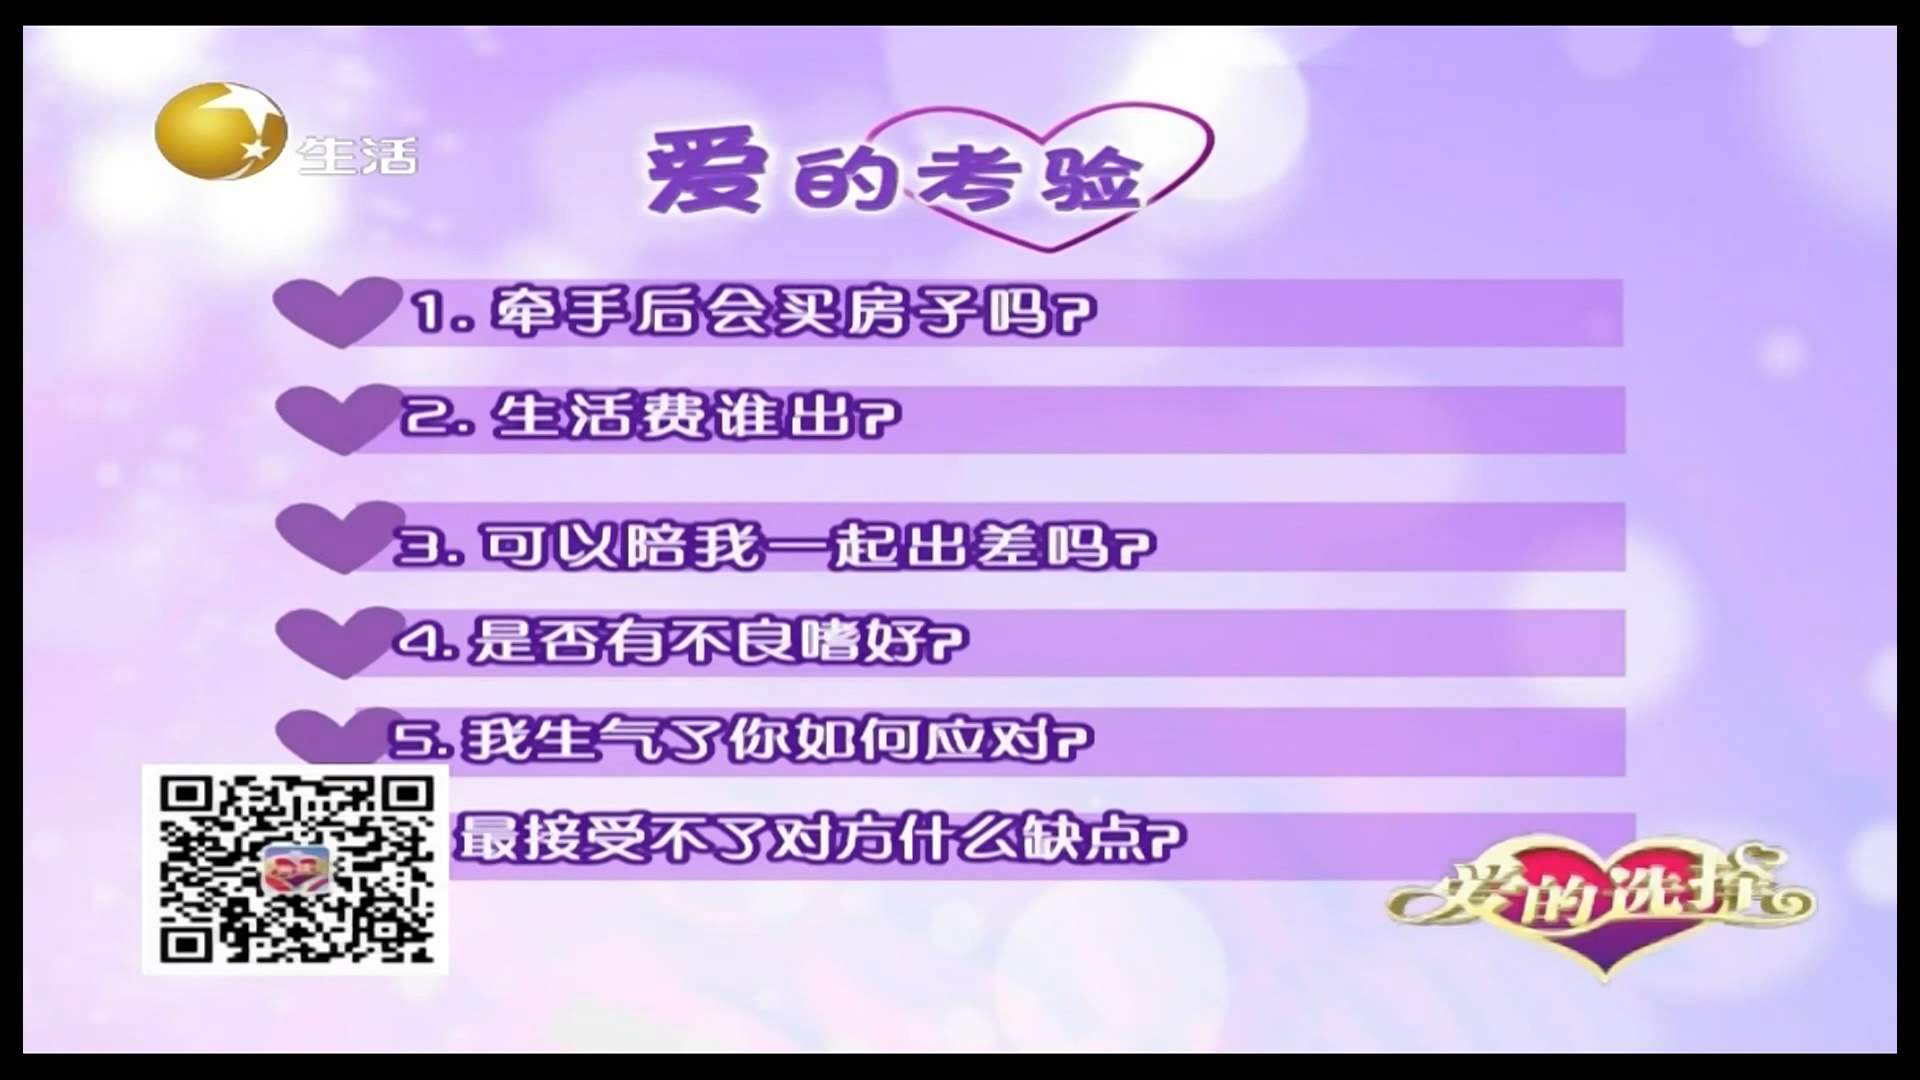 生活
爱的考验
1. 牵手后会买房子吗?
2. 生活费谁出?
3. 可以陪我一起出差吗?
4. 是否有不良嗜好?
5. 我生气了你如何应对?
最接受不了对方什么缺点?
爱的选择